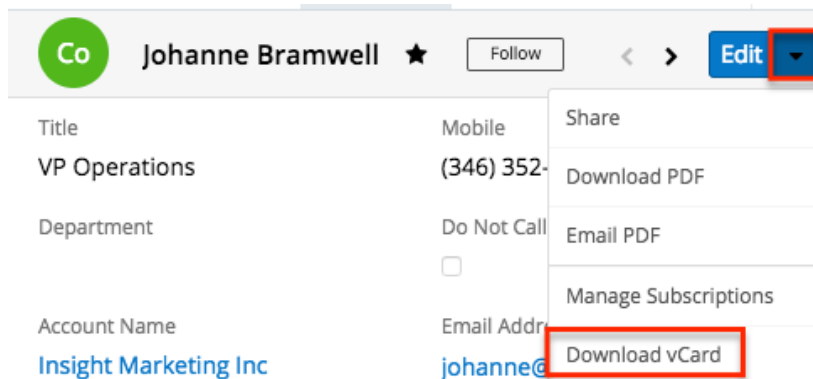 Co Johanne Bramwell Follow Edit
Title Mobile Share
VP Operations (346) 352- Download PDF
Department Do Not Call Email PDF
Manage Subscriptions
Account Name Email Addr Download vCard
Insight Marketing Inc johanne@